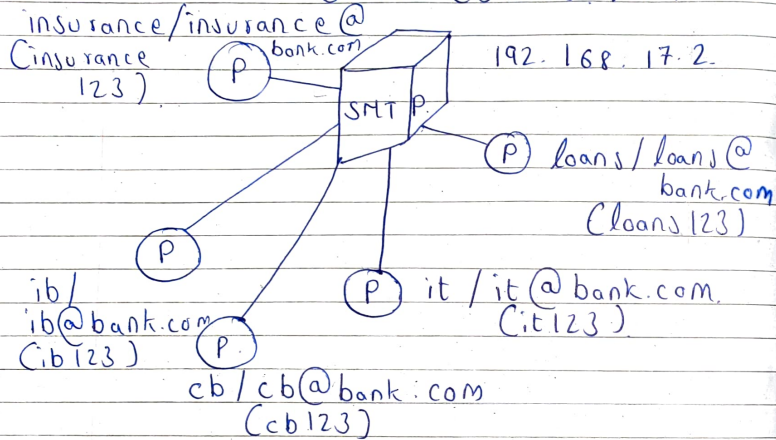 insurance/insurance@
bank.com
(insurance
123)
P
192.168.17.2.
SMTP.
P
loans/loans@
bank.com
(loans123)
P
ib/
ib@bank.com
(ib123)
P
it/it@bank.com.
(it123)
P.
cb/cb@bank.com
(cb123)